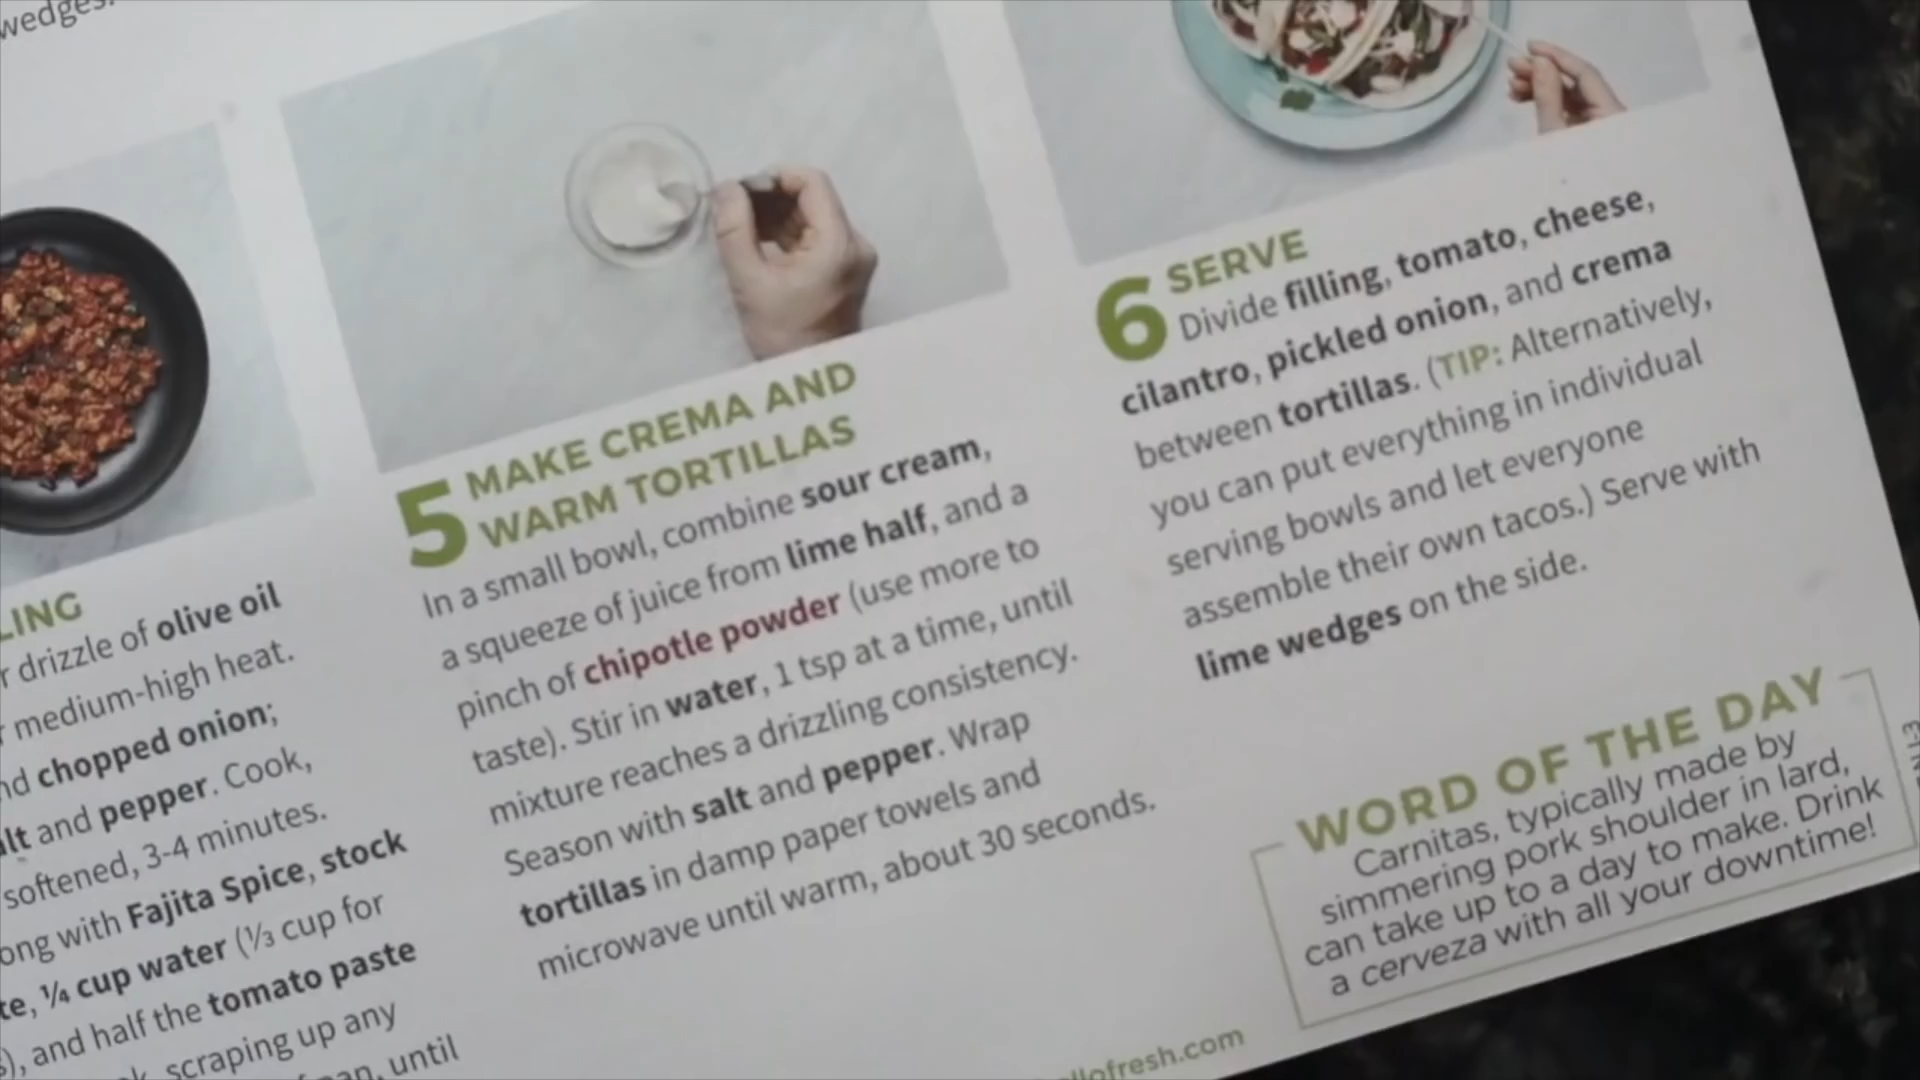 wedges.
LING
drizzle of olive oil
medium-high heat.
chopped onion;
and pepper. Cook,
softened, 3-4 minutes.
with Fajita Spice, stock
¼ cup water (⅓ cup for
and half the tomato paste
scraping up any
until
5 MAKE CREMA AND
WARM TORTILLAS
In a small bowl, combine sour cream,
a squeeze of juice from lime half, and a
pinch of chipotle powder (use more to
taste). Stir in water, 1 tsp at a time, until
mixture reaches a drizzling consistency.
Season with salt and pepper. Wrap
tortillas in damp paper towels and
microwave until warm, about 30 seconds.
6 SERVE
Divide filling, tomato, cheese,
cilantro, pickled onion, and crema
between tortillas. (TIP: Alternatively,
you can put everything in individual
serving bowls and let everyone
assemble their own tacos.) Serve with
lime wedges on the side.
WORD OF THE DAY
Carnitas, typically made by
simmering pork shoulder in lard,
can take up to a day to make. Drink
a cerveza with all your downtime!
llofresh.com